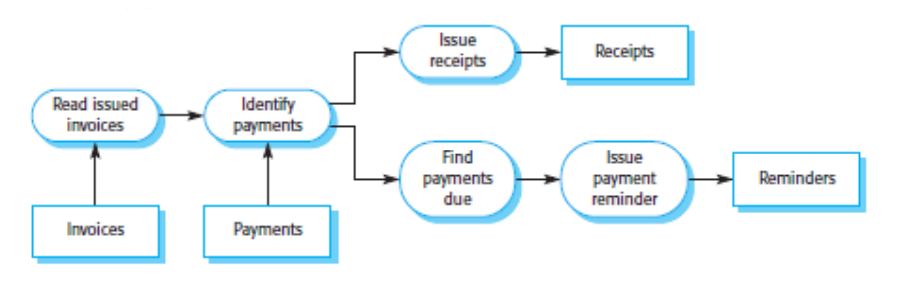 Issue
receipts
Receipts
Read issued
invoices
Identify
payments
Find
payments
due
Issue
payment
reminder
Reminders
Invoices
Payments